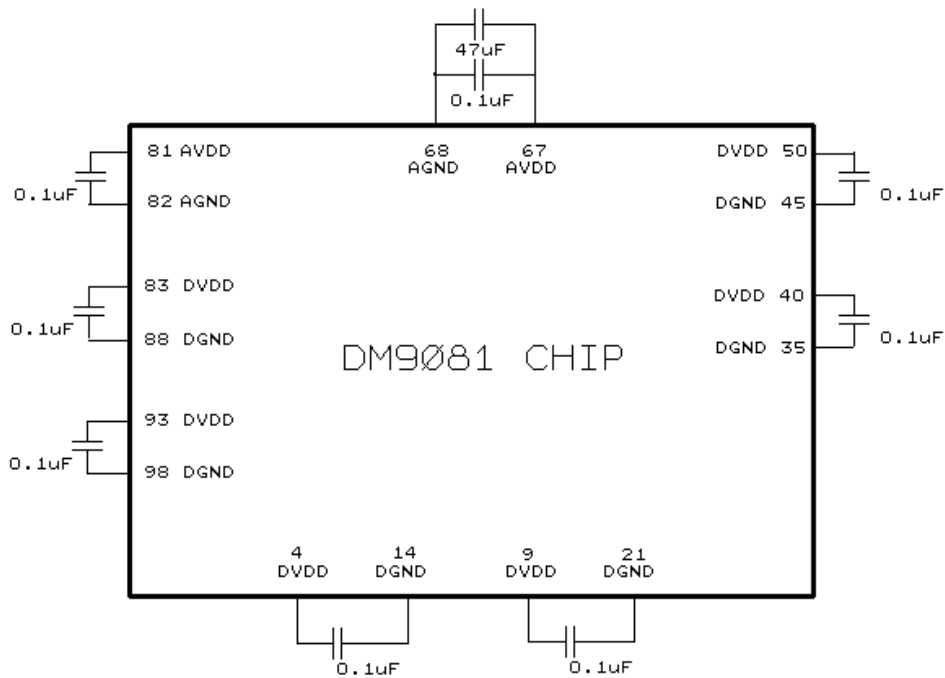 47uF
0.1uF
81 AVDD
68
AGND
67
AVDD
DVDD 50
0.1uF
82 AGND
DGND 45
0.1uF
83 DVDD
DVDD 40
0.1uF
88 DGND
DGND 35
0.1uF
DM9Ø81 CHIP
93 DVDD
0.1uF
98 DGND
4
DVDD
14
DGND
9
DVDD
21
DGND
0.1uF
0.1uF